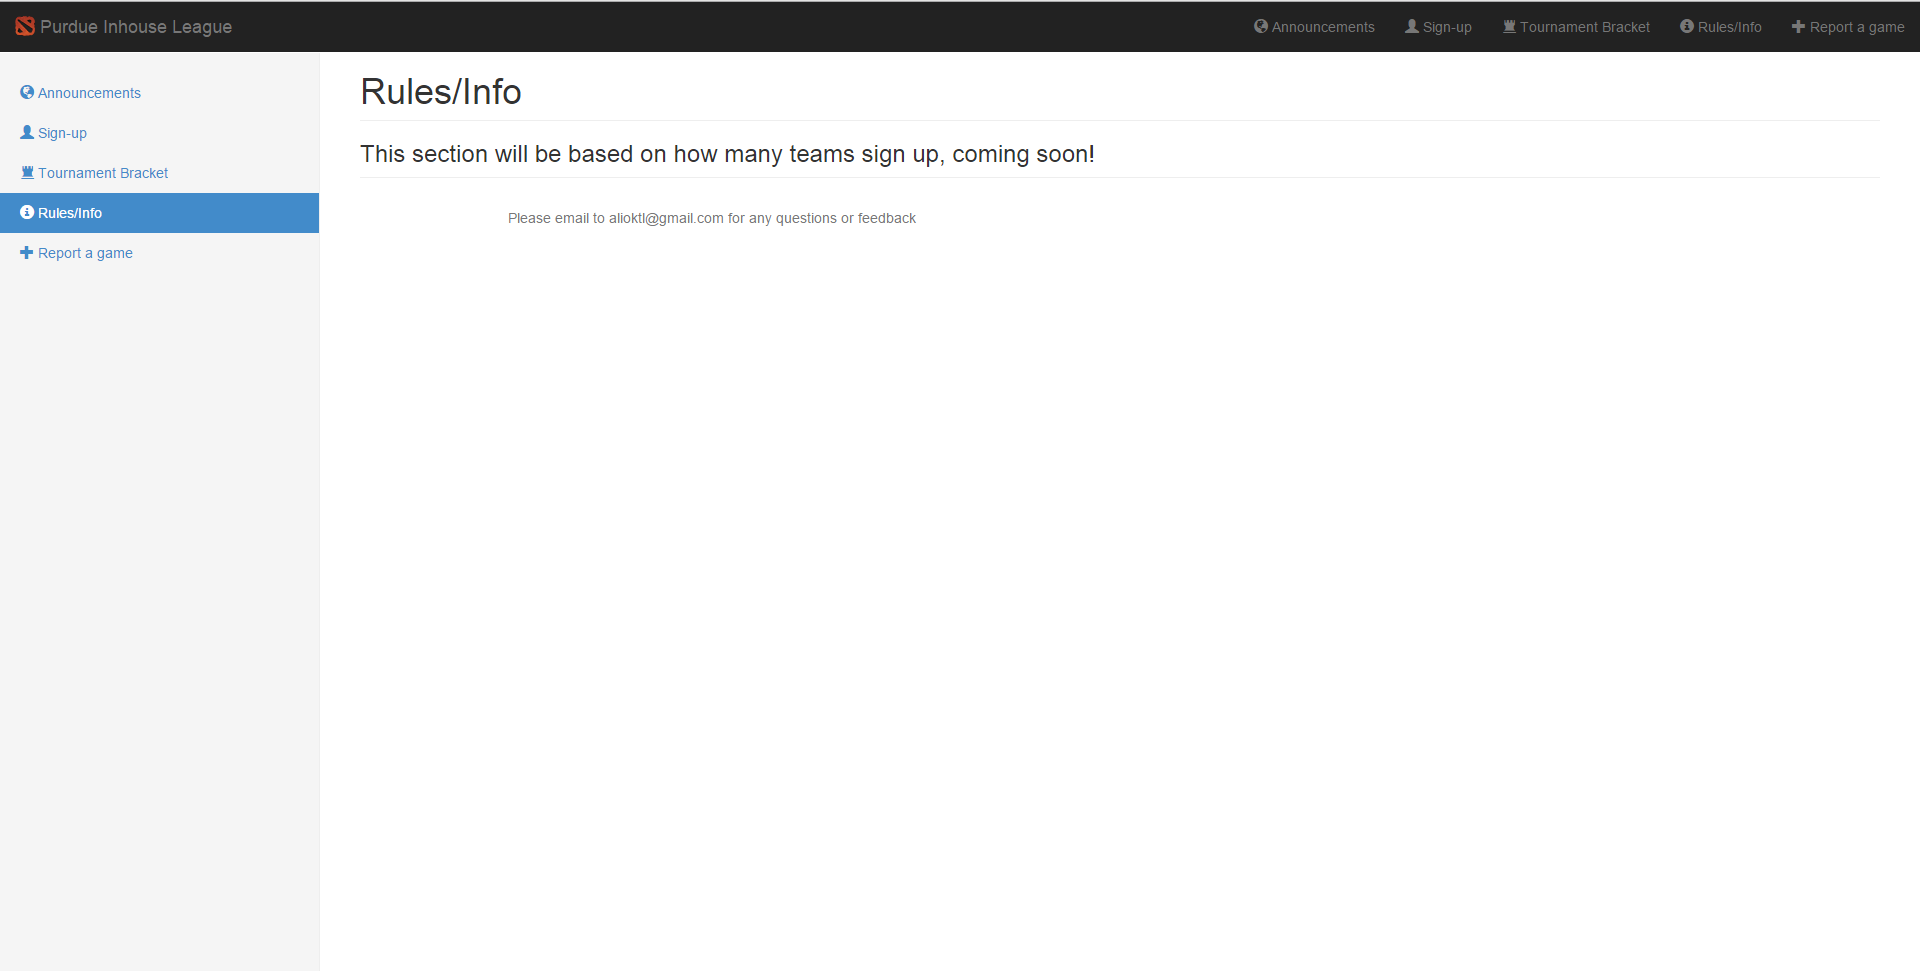 Purdue Inhouse League
Announcements
Sign-up
Tournament Bracket
Rules/Info
Report a game
Announcements
Sign-up
Tournament Bracket
Rules/Info
Report a game
Rules/Info
This section will be based on how many teams sign up, coming soon!
Please email to alioktl@gmail.com for any questions or feedback